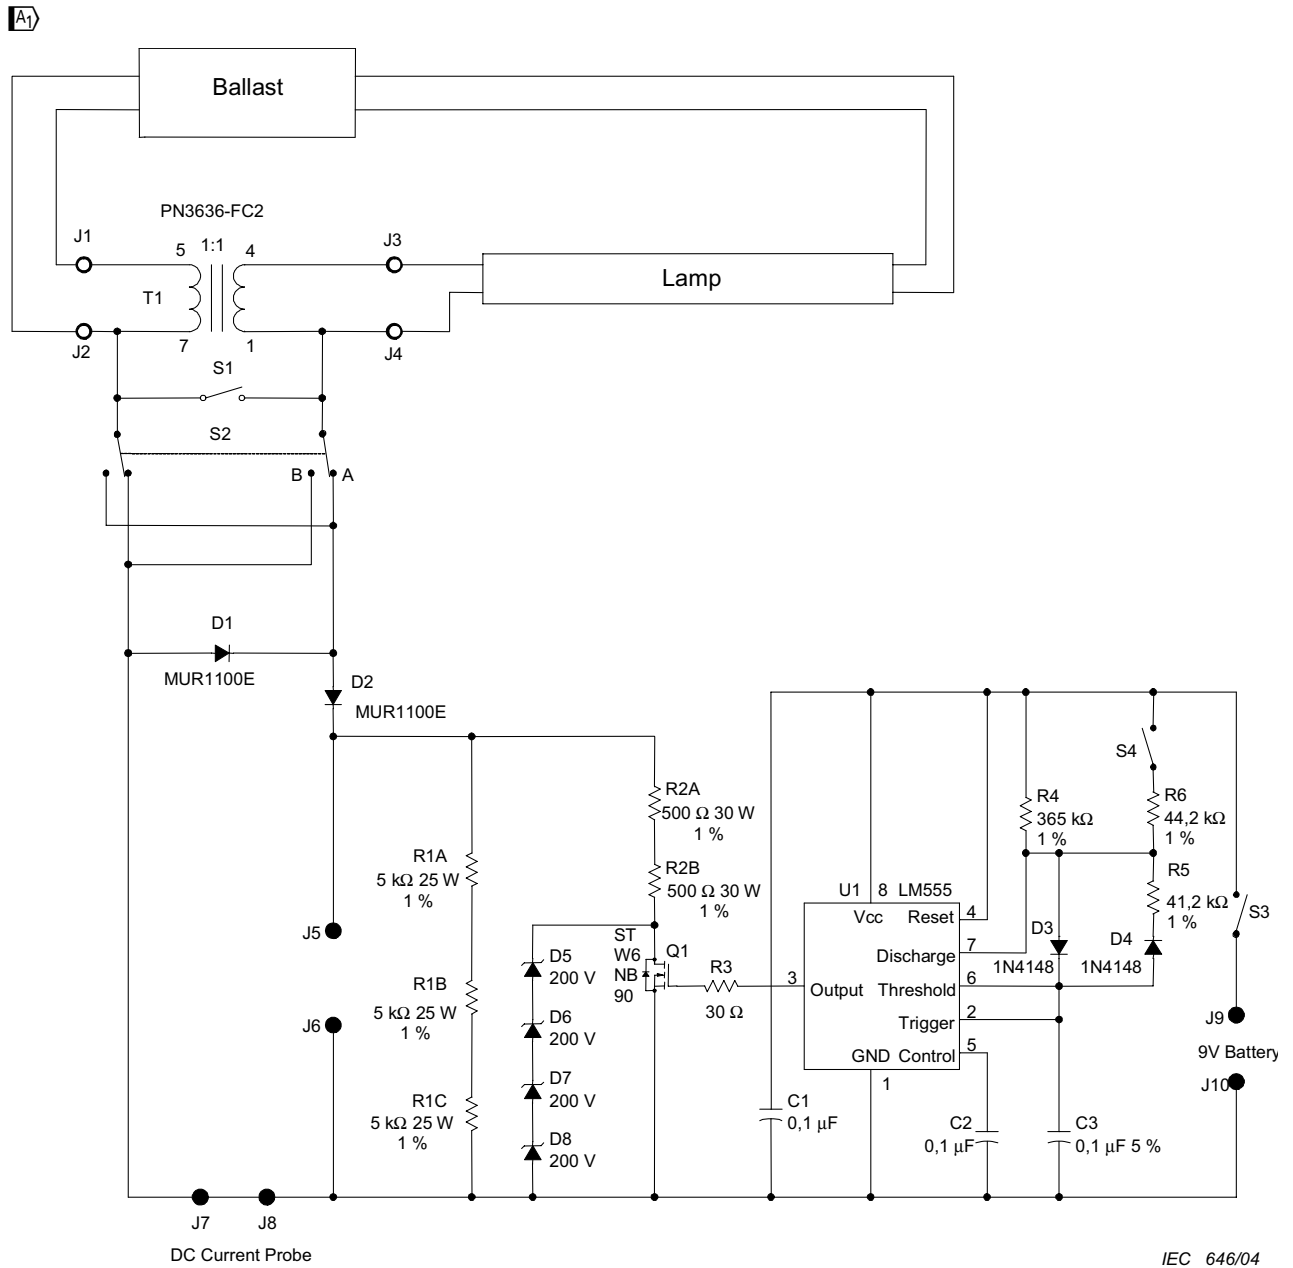 A1
Ballast
PN3636-FC2
J1
5
1:1
4
J3
T1
Lamp
J2
7
1
J4
S1
S2
B
A
D1
MUR1100E
D2
MUR1100E
S4
R2A
500 Ω 30 W
1 %
R4
365 kΩ
1 %
R6
44,2 kΩ
1 %
R1A
5 kΩ 25 W
1 %
R2B
500 Ω 30 W
1 %
U1
8
LM555
R5
41,2 kΩ
1 %
S3
Vcc
Reset
4
J5
ST
W6
NB
90
Q1
D5
200 V
Discharge
7
D3
1N4148
D4
1N4148
R1B
5 kΩ 25 W
1 %
R3
30 Ω
3
Output
Threshold
6
J6
D6
200 V
Trigger
2
J9
9V Battery
J10
GND
Control
5
1
D7
200 V
R1C
5 kΩ 25 W
1 %
C1
0,1 μF
C2
0,1 μF
C3
0,1 μF 5 %
D8
200 V
J7
J8
DC Current Probe
IEC 646/04